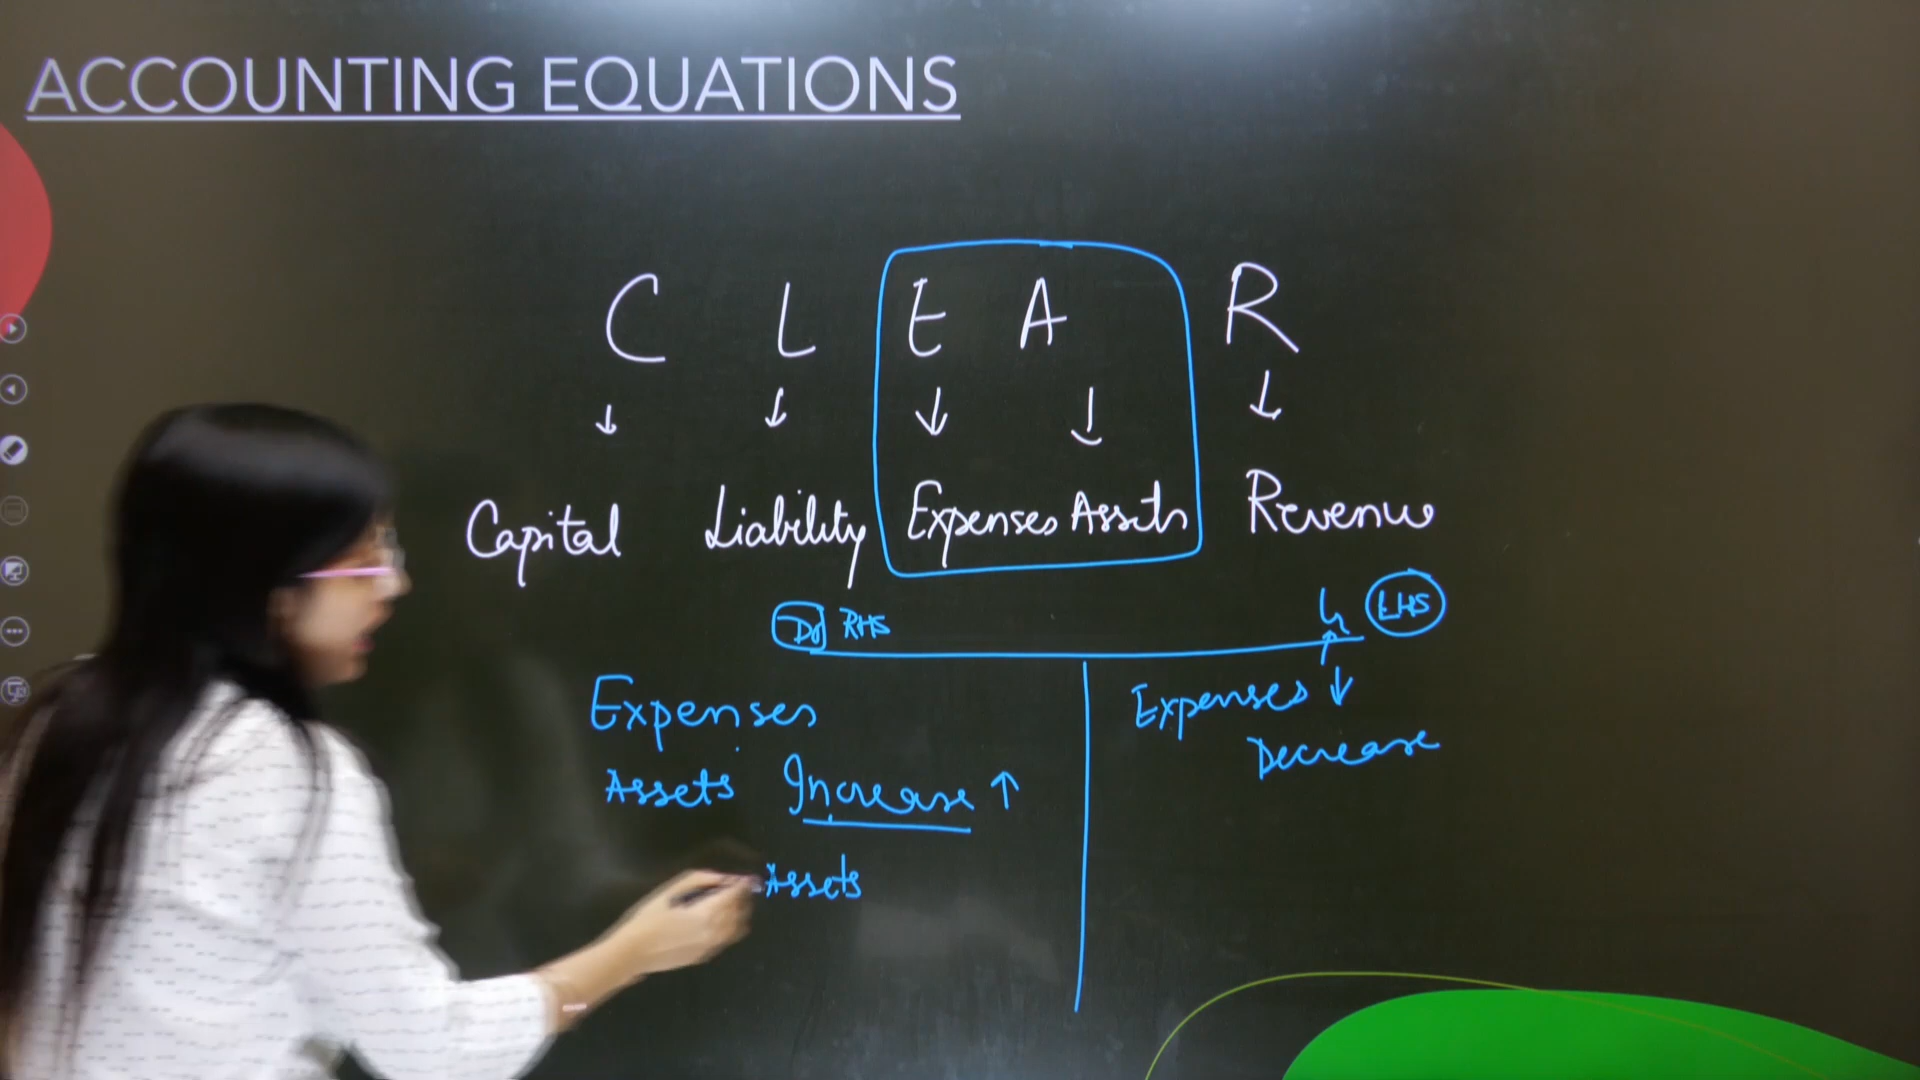 ACCOUNTING EQUATIONS
C L E A R
Capital Liability Expenses Assets Revenue
Dr RHS
LHS
Expenses
Assets Increase ↑
Assets
Expenses ↓
Decrease